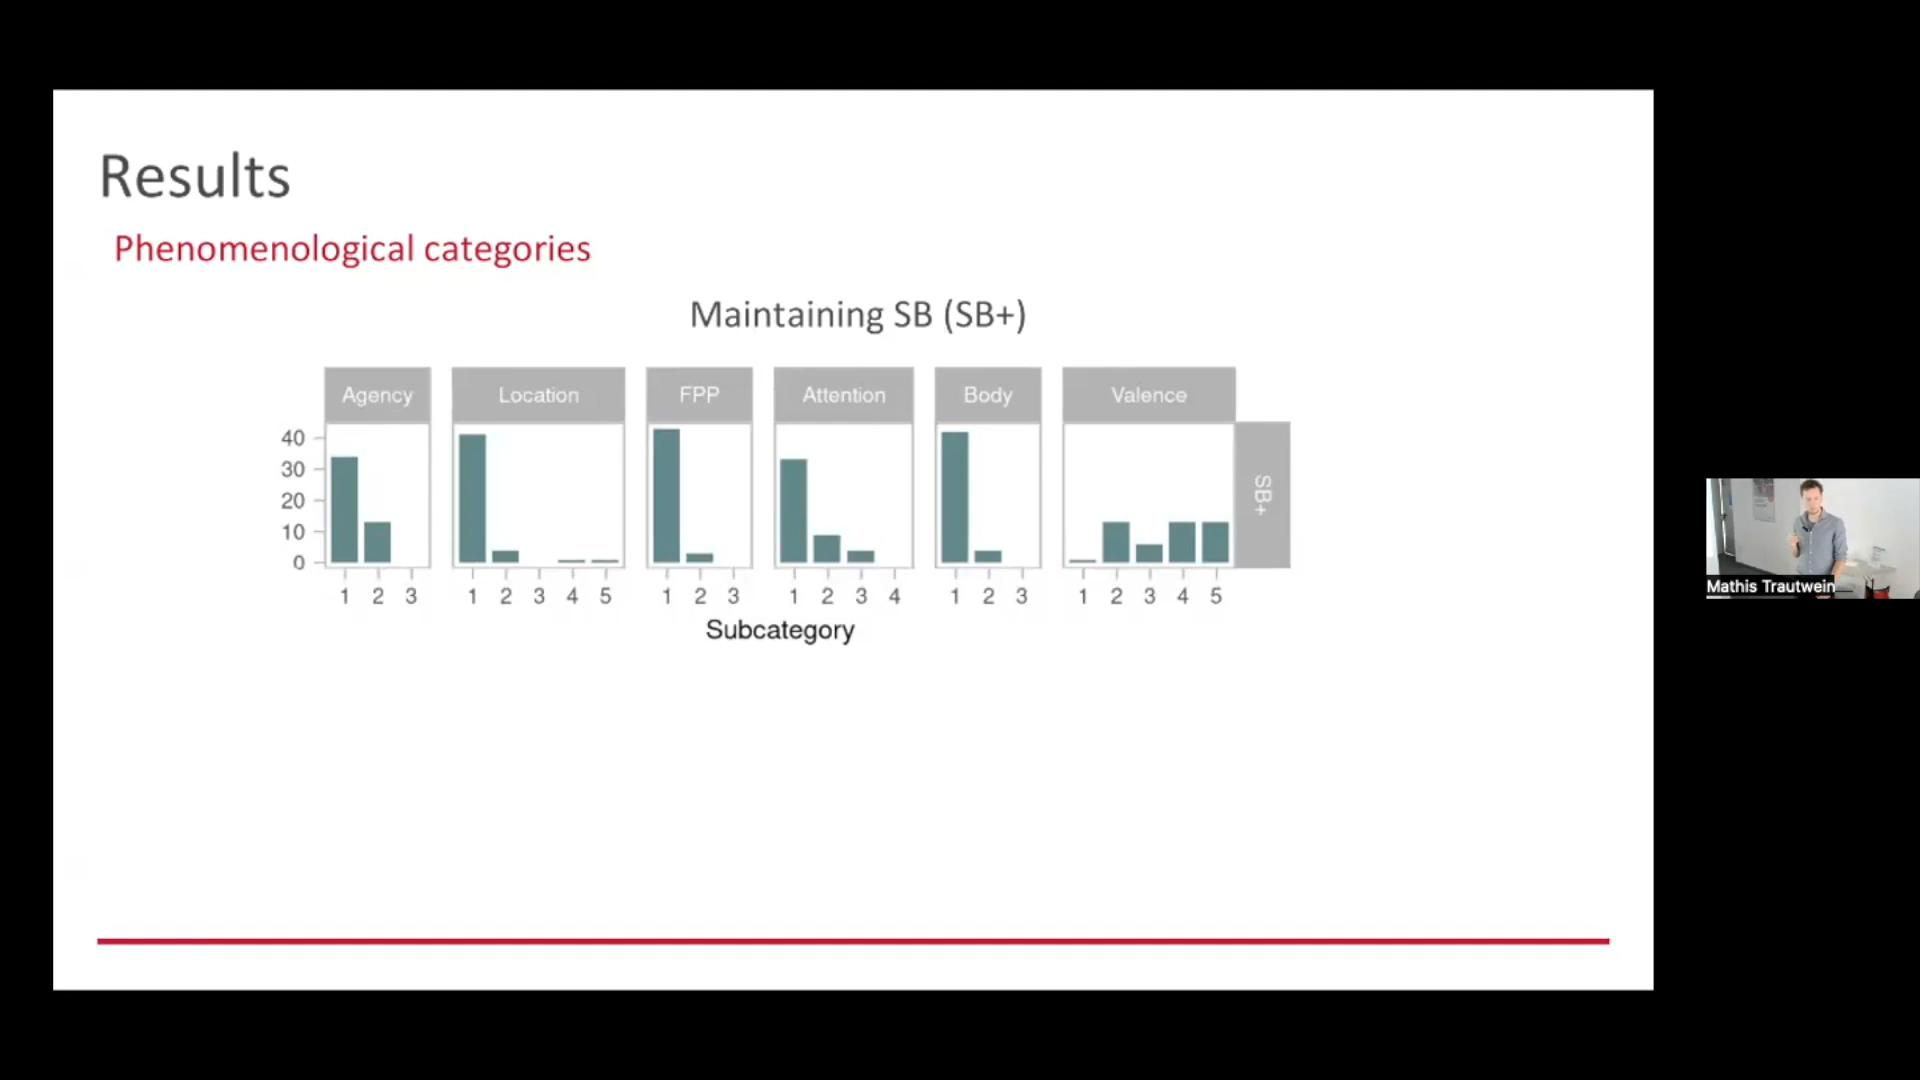 Results
Phenomenological categories
Maintaining SB (SB+)
Agency Location FPP Attention Body Valence
40
30
20
10
0
SB+
1 2 3 1 2 3 4 5 1 2 3 1 2 3 4 1 2 3 1 2 3 4 5
Subcategory
Mathis Trautwein